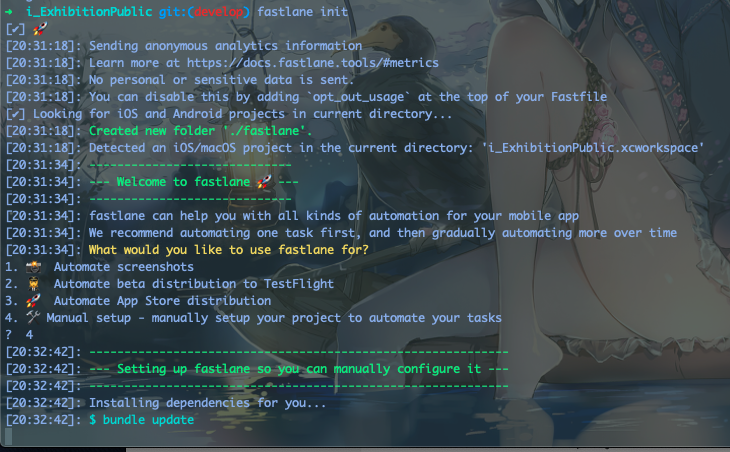 → i_ExhibitionPublic git:(develop) fastlane init
[✔] 🚀
[20:31:18]: Sending anonymous analytics information
[20:31:18]: Learn more at https://docs.fastlane.tools/#metrics
[20:31:18]: No personal or sensitive data is sent.
[20:31:18]: You can disable this by adding `opt_out_usage` at the top of your Fastfile
[✔] Looking for iOS and Android projects in current directory...
[20:31:18]: Created new folder './fastlane'.
[20:31:18]: Detected an iOS/macOS project in the current directory: 'i_ExhibitionPublic.xcworkspace'
[20:31:34]: -----------------------------
[20:31:34]: --- Welcome to fastlane 🚀 ---
[20:31:34]: -----------------------------
[20:31:34]: fastlane can help you with all kinds of automation for your mobile app
[20:31:34]: We recommend automating one task first, and then gradually automating more over time
[20:31:34]: What would you like to use fastlane for?
1. 📸 Automate screenshots
2. 👩‍✈️ Automate beta distribution to TestFlight
3. 🚀 Automate App Store distribution
4. 🛠 Manual setup - manually setup your project to automate your tasks
? 4
[20:32:42]: ------------------------------------------------------------
[20:32:42]: --- Setting up fastlane so you can manually configure it ---
[20:32:42]: ------------------------------------------------------------
[20:32:42]: Installing dependencies for you...
[20:32:42]: $ bundle update